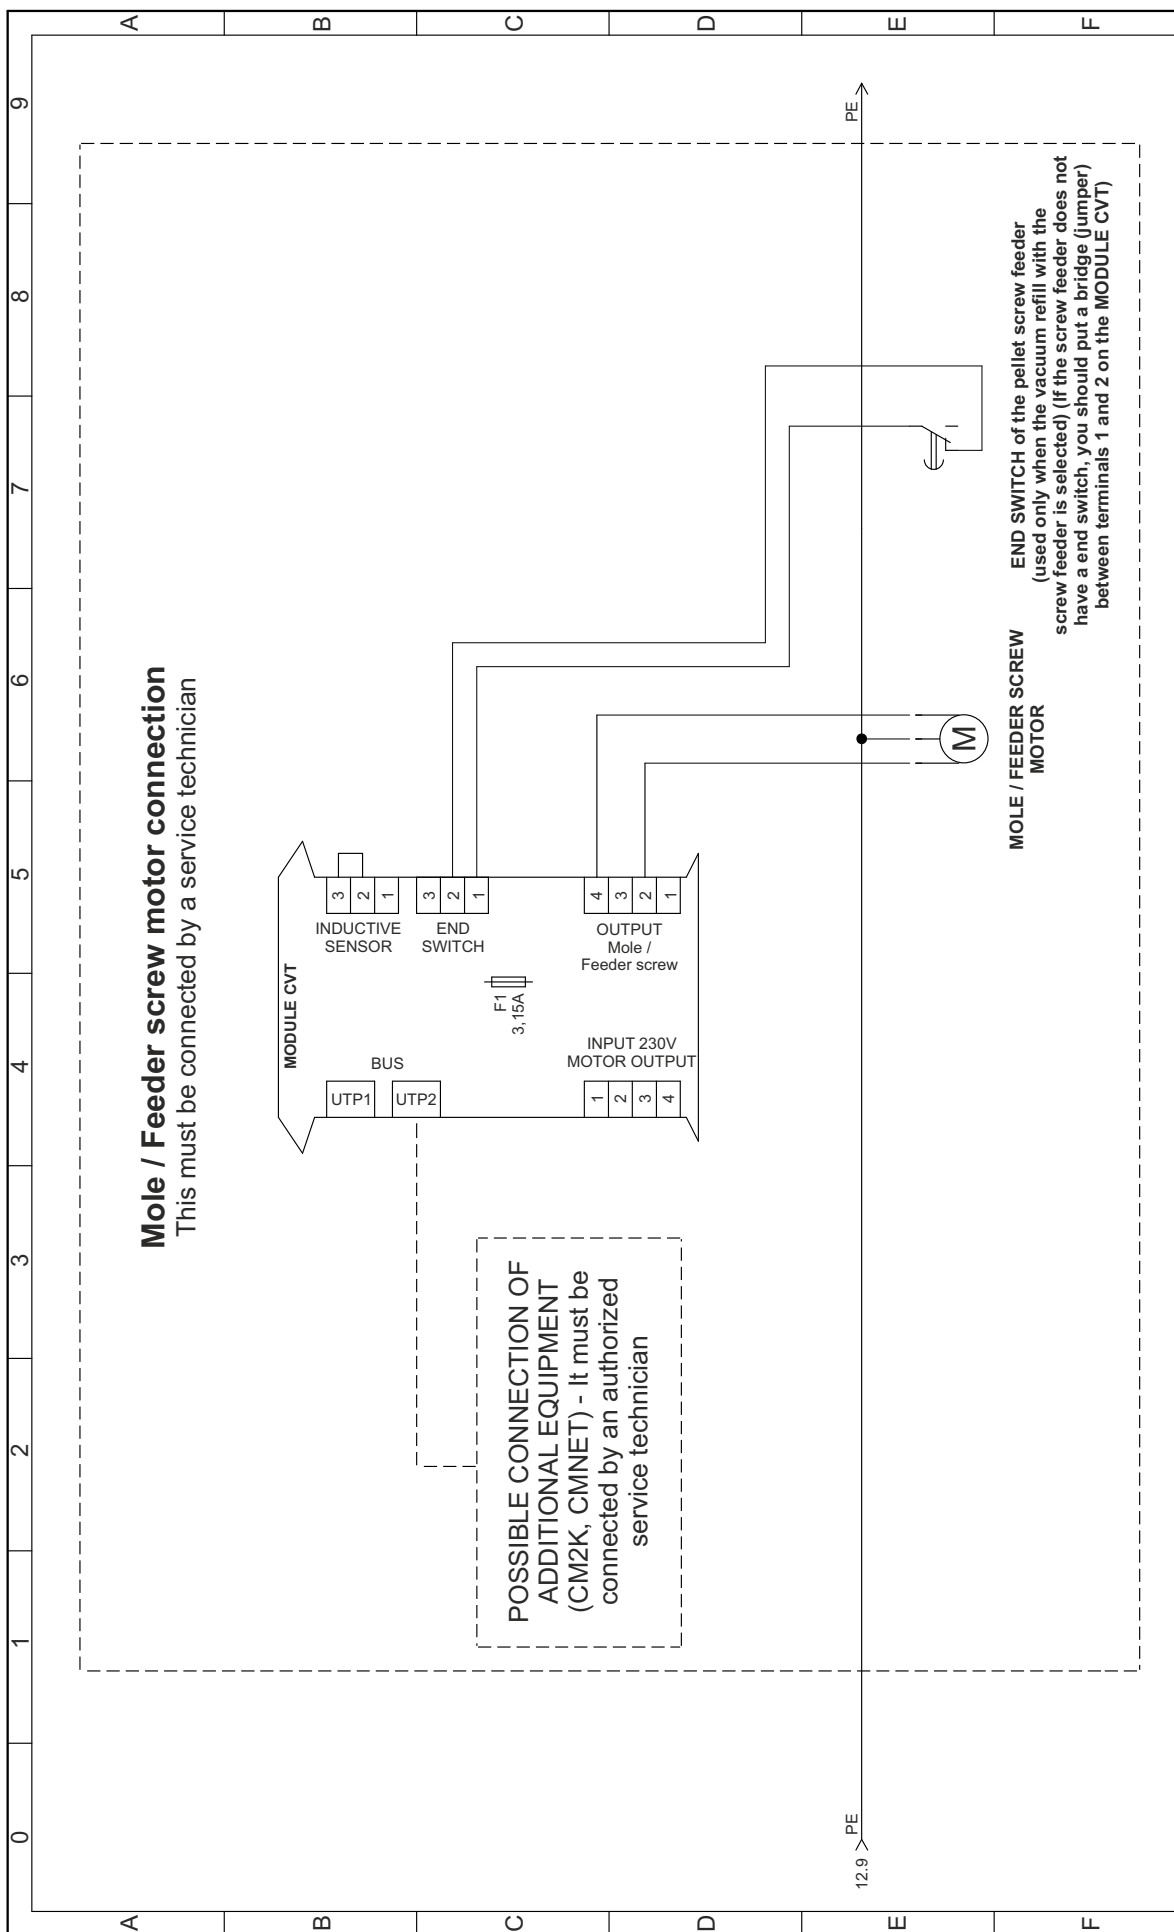 0 1 2 3 4 5 6 7 8 9
A
A
Mole / Feeder screw motor connection
This must be connected by a service technician
B
B
MODULE CVT
BUS
UTP1
UTP2
3
2
1
INDUCTIVE
SENSOR
3
2
1
END
SWITCH
C
C
F1
3,15A
POSSIBLE CONNECTION OF
ADDITIONAL EQUIPMENT
(CM2K, CMNET) - It must be
connected by an authorized
service technician
INPUT 230V
MOTOR OUTPUT
1
2
3
4
OUTPUT
Mole /
Feeder screw
4
3
2
1
D
D
12.9
PE
PE
E
E
M
MOLE / FEEDER SCREW
MOTOR
END SWITCH of the pellet screw feeder
(used only when the vacuum refill with the
screw feeder is selected) (If the screw feeder does not
have a end switch, you should put a bridge (jumper)
between terminals 1 and 2 on the MODULE CVT)
F
F